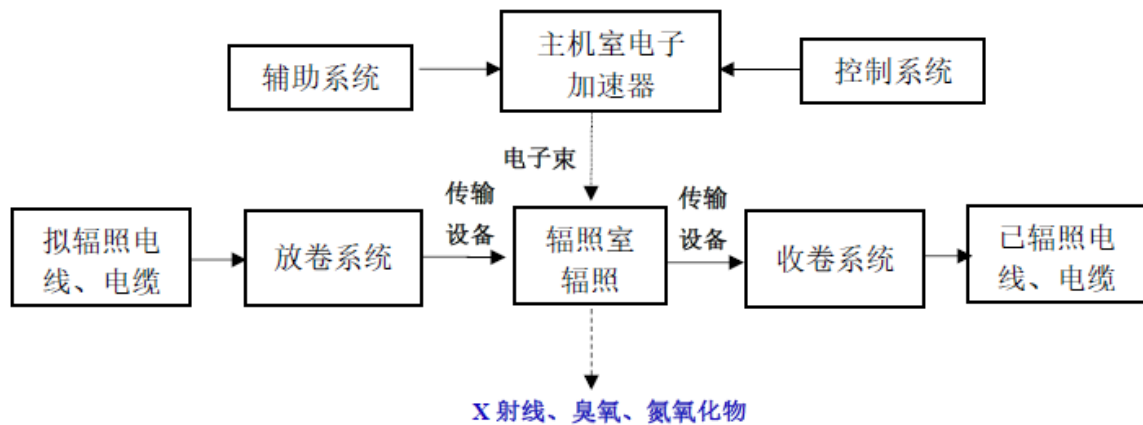 辅助系统
主机室电子
加速器
控制系统
电子束
拟辐照电
线、电缆
放卷系统
传输
设备
辐照室
辐照
传输
设备
收卷系统
已辐照电
线、电缆
X 射线、臭氧、氮氧化物